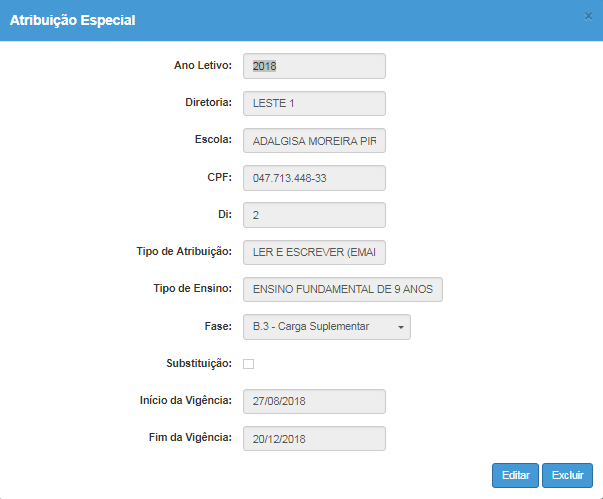 Atribuição Especial ×
Ano Letivo: 2018
Diretoria: LESTE 1
Escola: ADALGISA MOREIRA PIR
CPF: 047.713.448-33
Di: 2
Tipo de Atribuição: LER E ESCREVER (EMAI
Tipo de Ensino: ENSINO FUNDAMENTAL DE 9 ANOS
Fase: B.3 - Carga Suplementar
Substituição:
Início da Vigência: 27/08/2018
Fim da Vigência: 20/12/2018
Editar Excluir